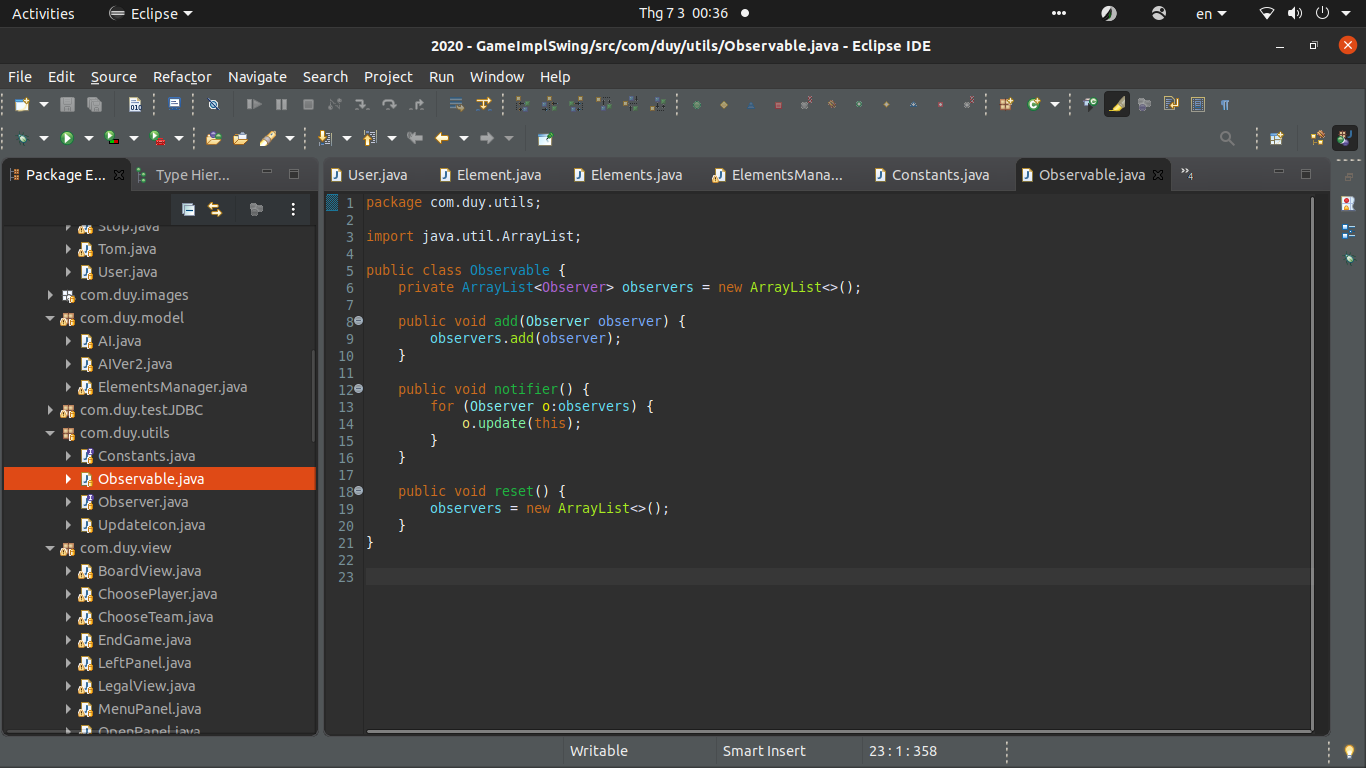 Activities Eclipse Thg 7 3 00:36 en
2020 - GameImplSwing/src/com/duy/utils/Observable.java - Eclipse IDE
File Edit Source Refactor Navigate Search Project Run Window Help
Package E... Type Hier... User.java Element.java Elements.java ElementsMana... Constants.java Observable.java »4
Stop.java
Tom.java
User.java
com.duy.images
com.duy.model
AI.java
AIVer2.java
ElementsManager.java
com.duy.testJDBC
com.duy.utils
Constants.java
Observable.java
Observer.java
UpdateIcon.java
com.duy.view
BoardView.java
ChoosePlayer.java
ChooseTeam.java
EndGame.java
LeftPanel.java
LegalView.java
MenuPanel.java
OpenPanel.java
1 package com.duy.utils;
2
3 import java.util.ArrayList;
4
5 public class Observable {
6 private ArrayList<Observer> observers = new ArrayList<>();
7
8 public void add(Observer observer) {
9 observers.add(observer);
10 }
11
12 public void notifier() {
13 for (Observer o:observers) {
14 o.update(this);
15 }
16 }
17
18 public void reset() {
19 observers = new ArrayList<>();
20 }
21 }
22
23
Writable Smart Insert 23 : 1 : 358